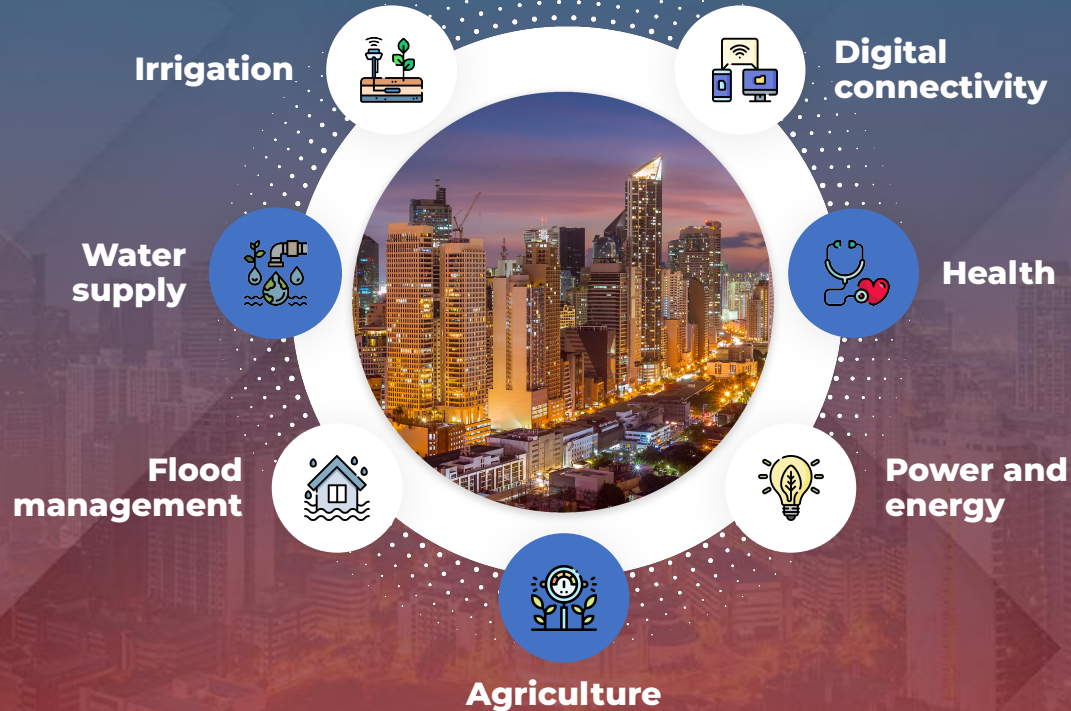 Irrigation
Digital
connectivity
Water
supply
Health
Flood
management
Power and
energy
Agriculture